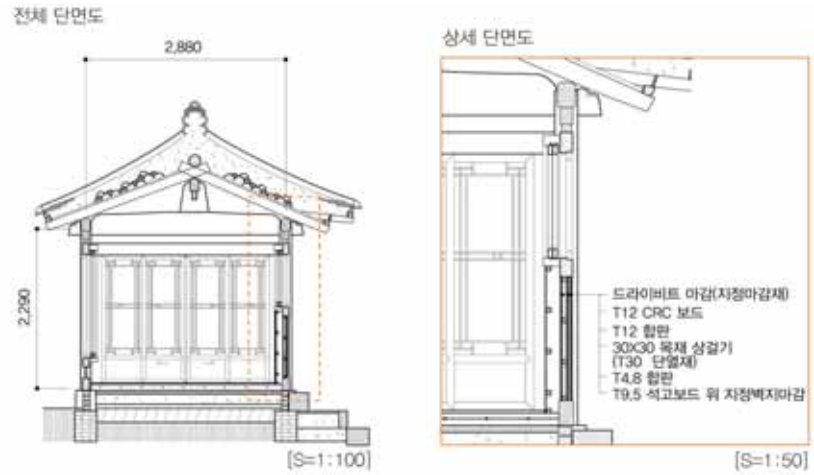 전체 단면도
2,880
2,290
[S=1:100]
상세 단면도
드라이비트 마감(지정마감재)
T12 CRC 보드
T12 합판
30X30 목재 상걸기
(T30 단열재)
T4.8 합판
T9.5 석고보드 위 지정벽지마감
[S=1:50]